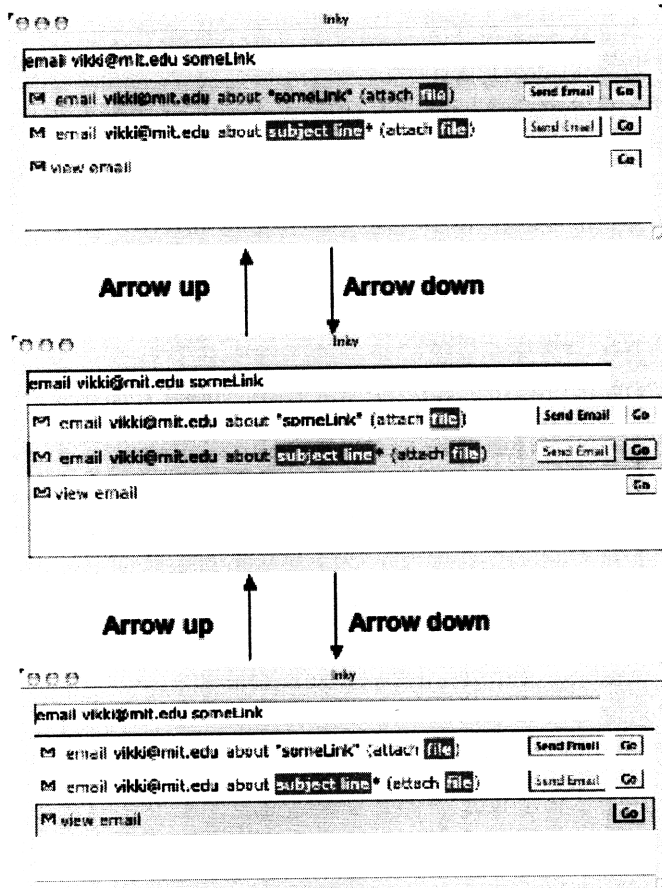 Inky
email vikki@mit.edu someLink
email vikki@mit.edu about "someLink" (attach file) Send Email Go
email vikki@mit.edu about subject line* (attach file) Send Email Go
view email Go
Arrow up Arrow down
Inky
email vikki@mit.edu someLink
email vikki@mit.edu about "someLink" (attach file) Send Email Go
email vikki@mit.edu about subject line* (attach file) Send Email Go
view email Go
Arrow up Arrow down
Inky
email vikki@mit.edu someLink
email vikki@mit.edu about "someLink" (attach file) Send Email Go
email vikki@mit.edu about subject line* (attach file) Send Email Go
view email Go